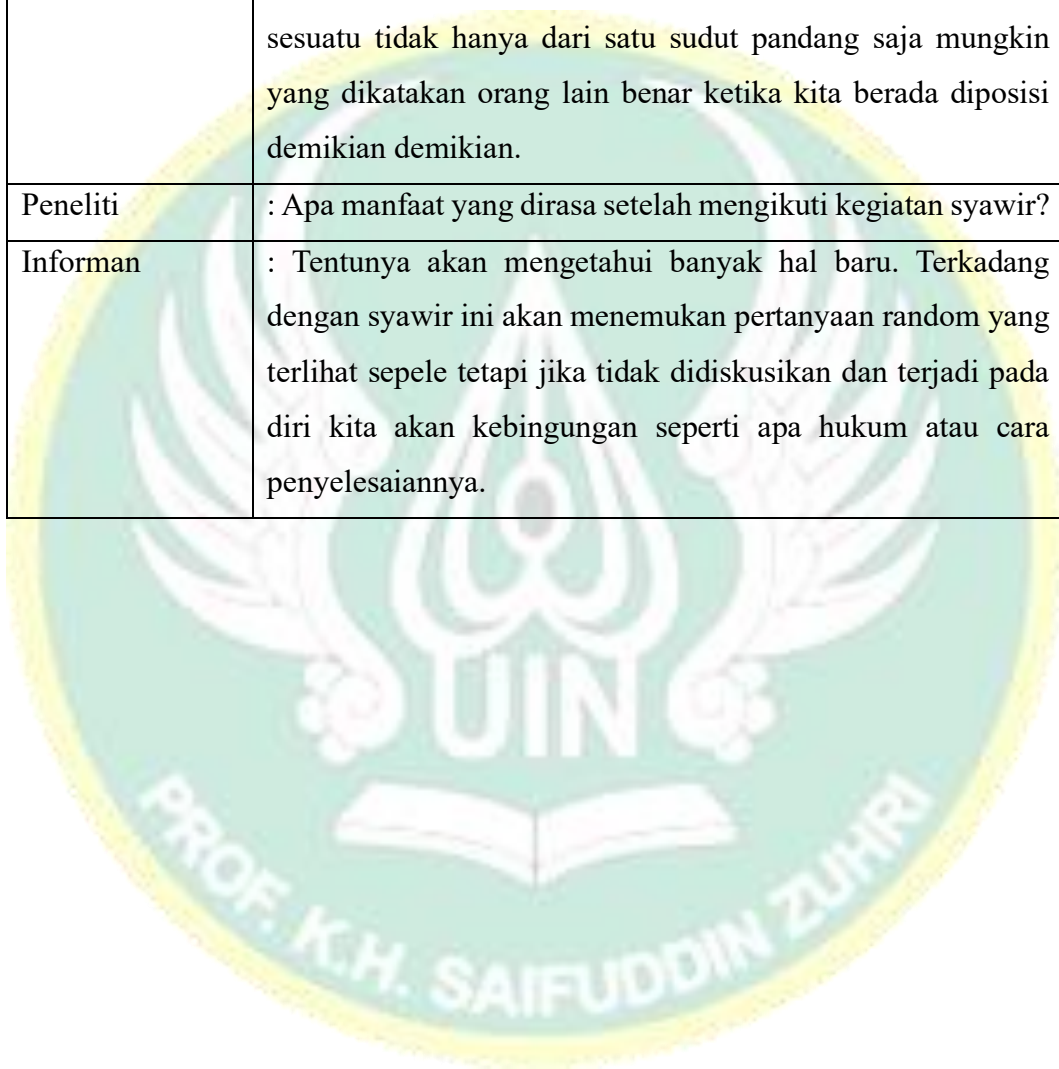 sesuatu tidak hanya dari satu sudut pandang saja mungkin
yang dikatakan orang lain benar ketika kita berada diposisi
demikian demikian.
Peneliti : Apa manfaat yang dirasa setelah mengikuti kegiatan syawir?
Informan : Tentunya akan mengetahui banyak hal baru. Terkadang
dengan syawir ini akan menemukan pertanyaan random yang
terlihat sepele tetapi jika tidak didiskusikan dan terjadi pada
diri kita akan kebingungan seperti apa hukum atau cara
penyelesaiannya.
UIN
PROF. K.H. SAIFUDDIN ZUHRI